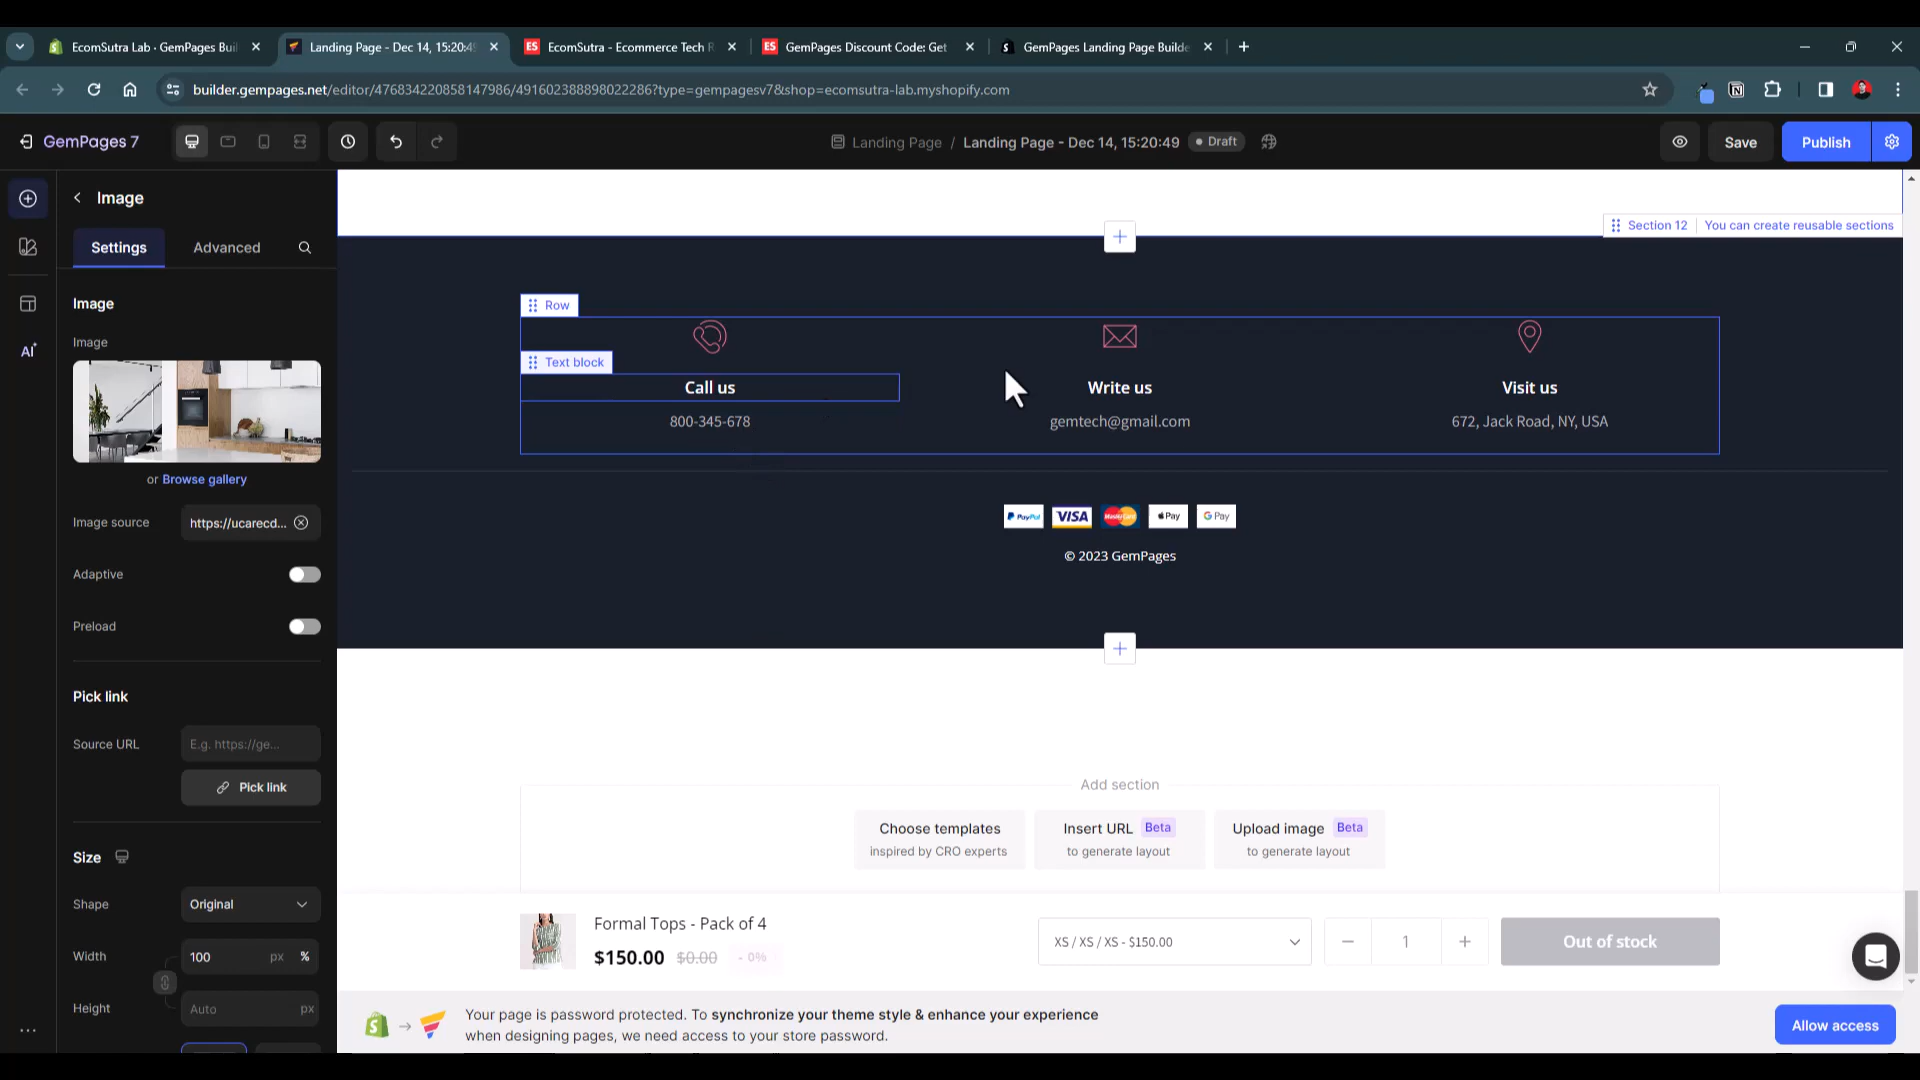 EcomSutra Lab · GemPages Buil
Landing Page - Dec 14, 15:20:4
ES EcomSutra - Ecommerce Tech R
ES GemPages Discount Code: Get
GemPages Landing Page Builde
builder.gempages.net/editor/476834220858147986/491602388898022286?type=gempagesv7&shop=ecomsutra-lab.myshopify.com
GemPages 7
Landing Page / Landing Page - Dec 14, 15:20:49
Draft
Save
Publish
Image
Settings
Advanced
Image
Image
or Browse gallery
Image source
https://ucarecd...
Adaptive
Preload
Pick link
Source URL
E.g. https://ge...
Pick link
Size
Shape
Original
Width
100 px %
Height
Auto px
AI
Section 12
You can create reusable sections
Row
Text block
Call us
800-345-678
Write us
gemtech@gmail.com
Visit us
672, Jack Road, NY, USA
PayPal
VISA
MasterCard
Pay
G Pay
© 2023 GemPages
Add section
Choose templates
inspired by CRO experts
Insert URL Beta
to generate layout
Upload image Beta
to generate layout
Formal Tops - Pack of 4
$150.00 $0.00 - 0%
XS / XS / XS - $150.00
1
Out of stock
Your page is password protected. To synchronize your theme style & enhance your experience
when designing pages, we need access to your store password.
Allow access